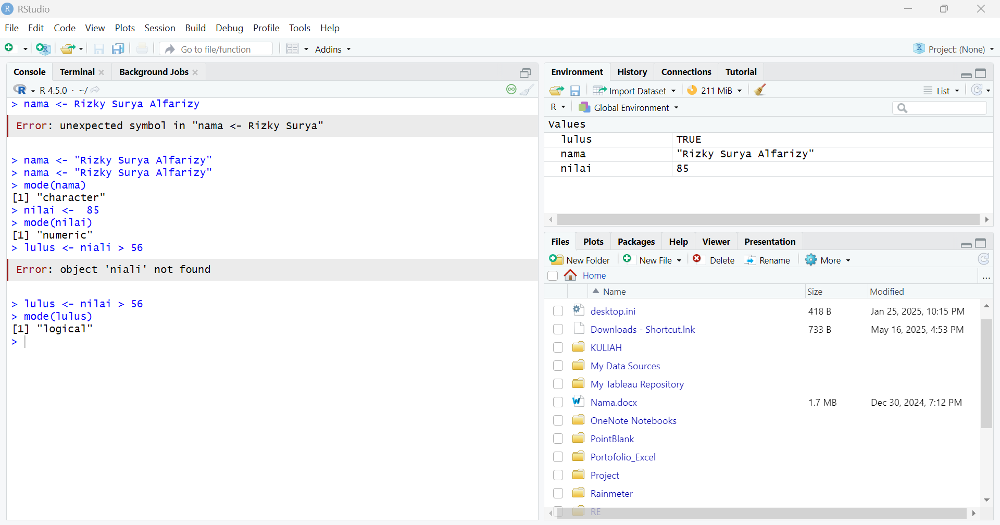 RStudio
File Edit Code View Plots Session Build Debug Profile Tools Help
Go to file/function Addins Project: (None)
Console Terminal Background Jobs
R 4.5.0 · ~/
> nama <- Rizky Surya Alfarizy
Error: unexpected symbol in "nama <- Rizky Surya"
> nama <- "Rizky Surya Alfarizy"
> nama <- "Rizky Surya Alfarizy"
> mode(nama)
[1] "character"
> nilai <-  85
> mode(nilai)
[1] "numeric"
> lulus <- niali > 56
Error: object 'niali' not found
> lulus <- nilai > 56
> mode(lulus)
[1] "logical"
>
Environment History Connections Tutorial
Import Dataset 211 MiB List
R Global Environment
Values
lulus TRUE
nama "Rizky Surya Alfarizy"
nilai 85
Files Plots Packages Help Viewer Presentation
New Folder New File Delete Rename More
Home ...
Name Size Modified
desktop.ini 418 B Jan 25, 2025, 10:15 PM
Downloads - Shortcut.lnk 733 B May 16, 2025, 4:53 PM
KULIAH
My Data Sources
My Tableau Repository
Nama.docx 1.7 MB Dec 30, 2024, 7:12 PM
OneNote Notebooks
PointBlank
Portofolio_Excel
Project
Rainmeter
RE